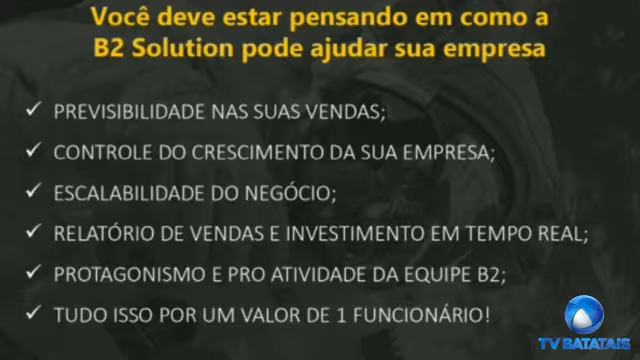 Você deve estar pensando em como a
B2 Solution pode ajudar sua empresa
✓ PREVISIBILIDADE NAS SUAS VENDAS;
✓ CONTROLE DO CRESCIMENTO DA SUA EMPRESA;
✓ ESCALABILIDADE DO NEGÓCIO;
✓ RELATÓRIO DE VENDAS E INVESTIMENTO EM TEMPO REAL;
✓ PROTAGONISMO E PRO ATIVIDADE DA EQUIPE B2;
✓ TUDO ISSO POR UM VALOR DE 1 FUNCIONÁRIO!
TV BATATAIS